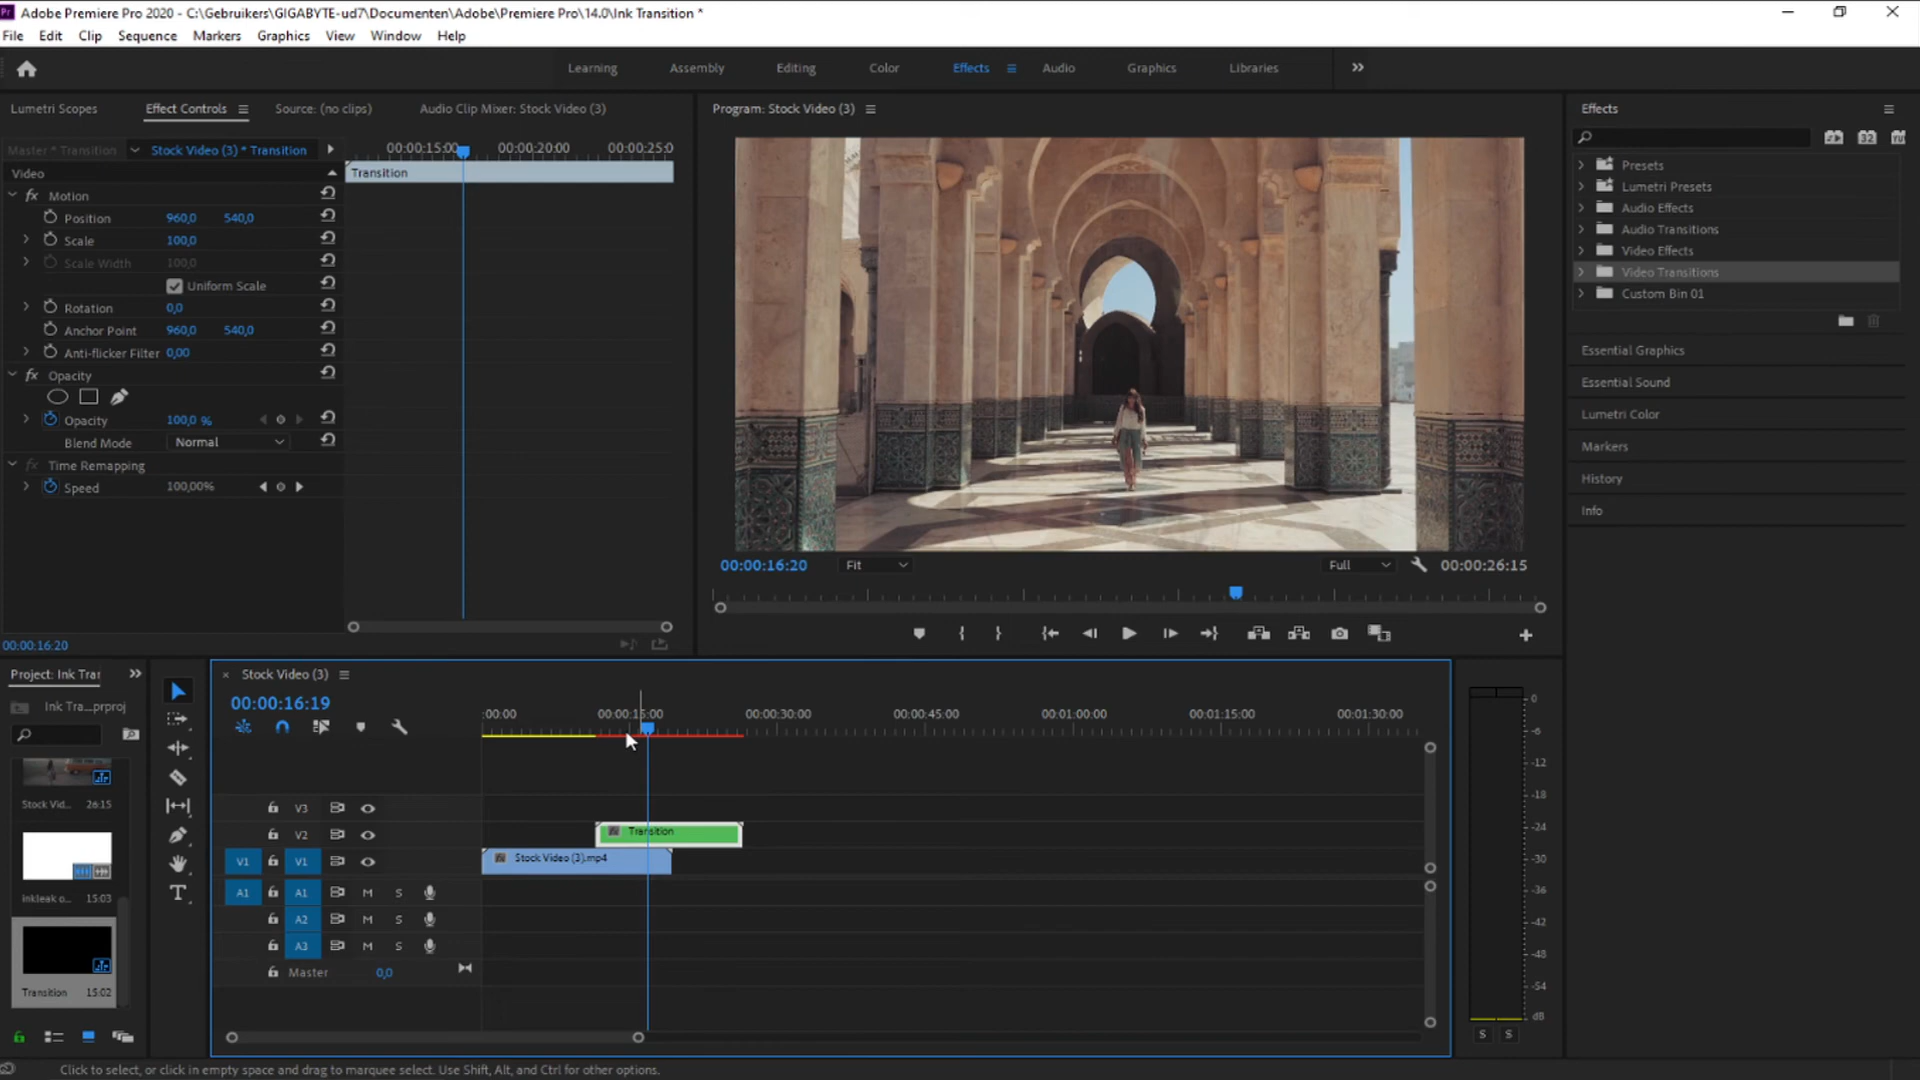 Adobe Premiere Pro 2020 - C:\Gebruikers\GIGABYTE-ud7\Documenten\Adobe\Premiere Pro\14.0\Ink Transition *
File Edit Clip Sequence Markers Graphics View Window Help
Learning Assembly Editing Color Effects Audio Graphics Libraries
Lumetri Scopes Effect Controls Source: (no clips) Audio Clip Mixer: Stock Video (3)
Master * Transition Stock Video (3) * Transition
00:00:15:00 00:00:20:00 00:00:25:0
Video
Transition
fx Motion
Position 960,0 540,0
Scale 100,0
Scale Width 100,0
Uniform Scale
Rotation 0,0
Anchor Point 960,0 540,0
Anti-flicker Filter 0,00
fx Opacity
Opacity 100,0 %
Blend Mode Normal
fx Time Remapping
Speed 100,00%
00:00:16:20
Program: Stock Video (3)
00:00:16:20 Fit Full 00:00:26:15
Effects
Presets
Lumetri Presets
Audio Effects
Audio Transitions
Video Effects
Video Transitions
Custom Bin 01
Essential Graphics
Essential Sound
Lumetri Color
Markers
History
Info
Project: Ink Trar
Ink Tra...prproj
Stock Vid... 26:15
Inkleak o... 15:03
Transition 15:02
Stock Video (3)
00:00:16:19
:00:00 00:00:15:00 00:00:30:00 00:00:45:00 00:01:00:00 00:01:15:00 00:01:30:00
V3
V2 Transition
V1 V1 Stock Video (3).mp4
A1 A1 M S
A2 M S
A3 M S
Master 0,0
0
-6
-12
-18
-24
-30
-36
-42
-48
-54
dB
S S
Click to select, or click in empty space and drag to marquee select. Use Shift, Alt, and Ctrl for other options.